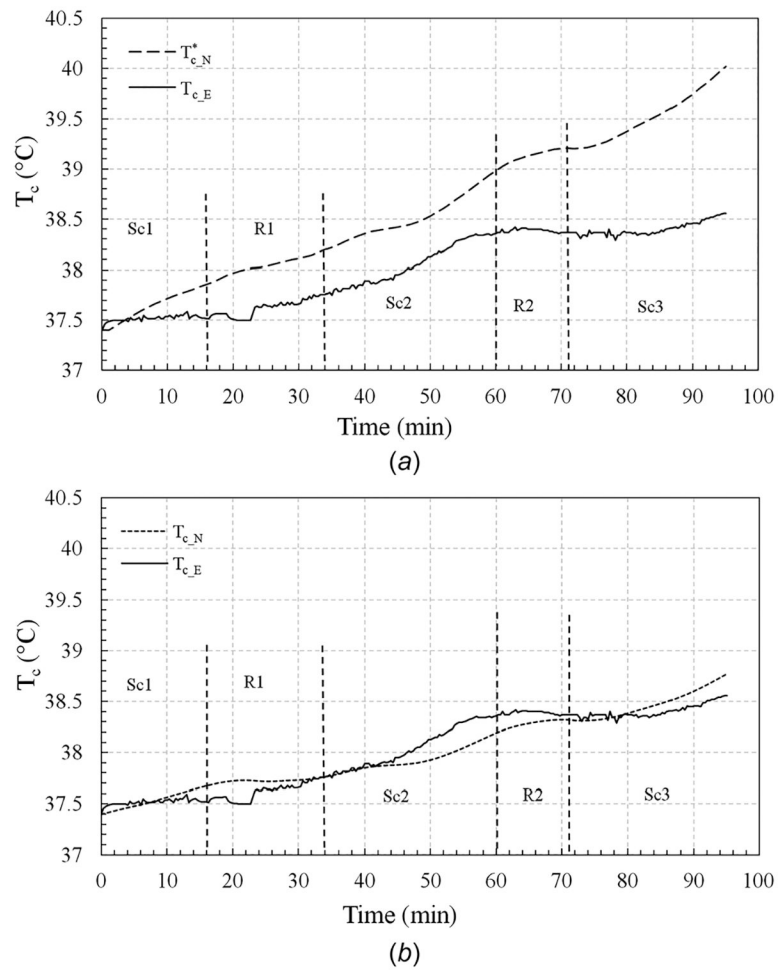 40.5
40
39.5
39
38.5
38
37.5
37
T*c_N
Tc_E
Tc (°C)
Sc1
R1
Sc2
R2
Sc3
0 10 20 30 40 50 60 70 80 90 100
Time (min)
(a)
40.5
40
39.5
39
38.5
38
37.5
37
Tc_N
Tc_E
Tc (°C)
Sc1
R1
Sc2
R2
Sc3
0 10 20 30 40 50 60 70 80 90 100
Time (min)
(b)